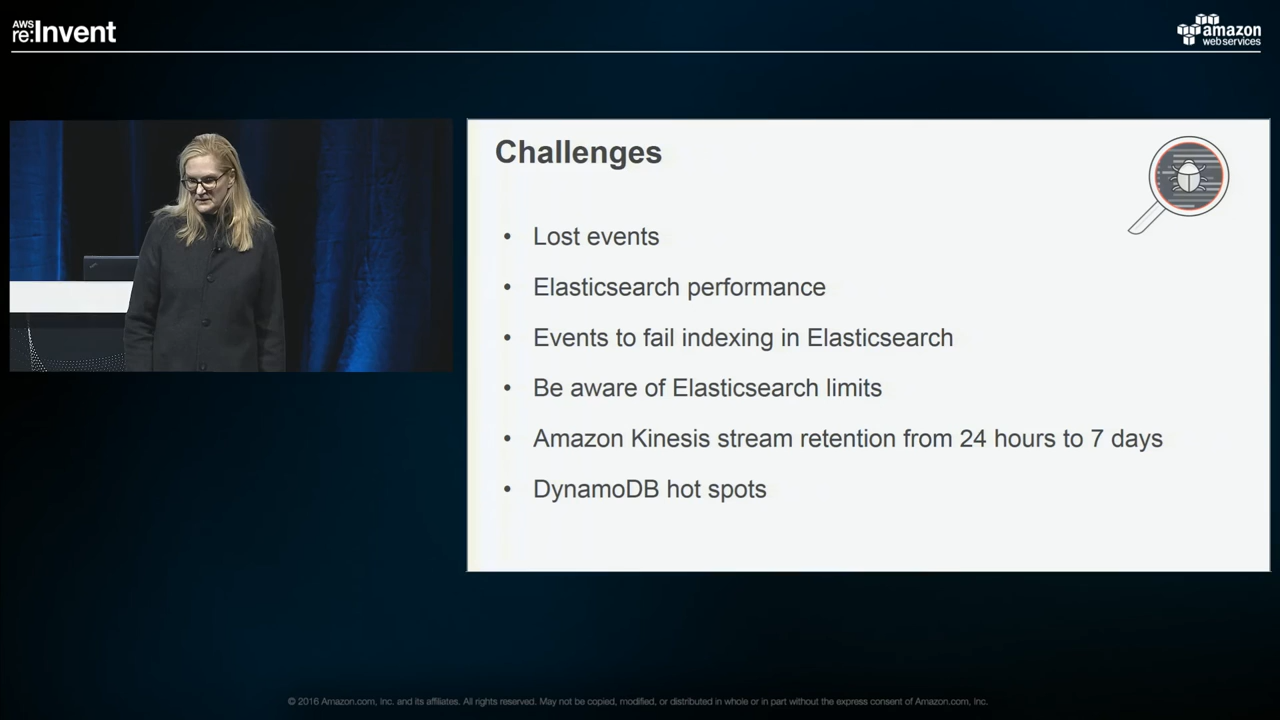 AWS
re:Invent
amazon
web services
Challenges
• Lost events
• Elasticsearch performance
• Events to fail indexing in Elasticsearch
• Be aware of Elasticsearch limits
• Amazon Kinesis stream retention from 24 hours to 7 days
• DynamoDB hot spots
© 2016 Amazon.com, Inc. and its affiliates. All rights reserved. May not be copied, modified, or distributed in whole or in part without the express consent of Amazon.com, Inc.